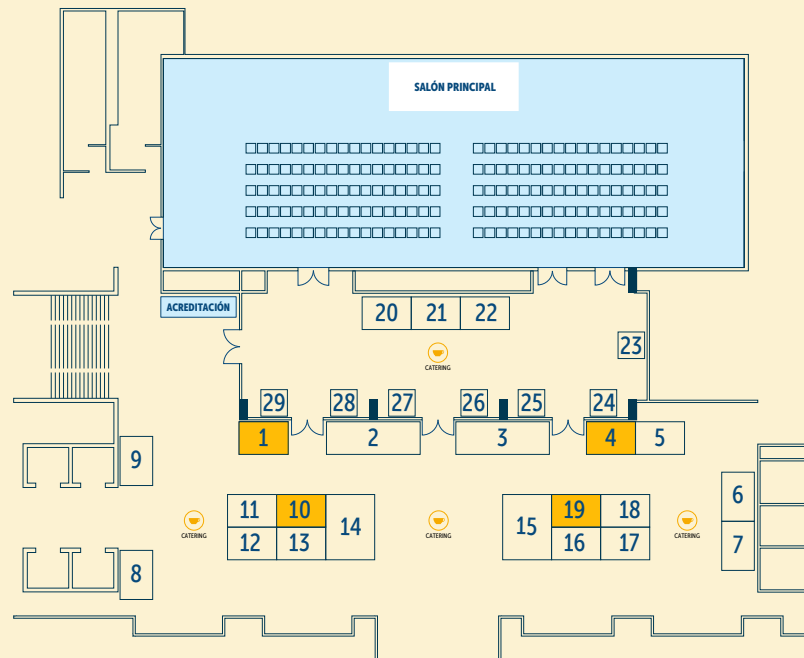 SALÓN PRINCIPAL
ACREDITACIÓN
20 21 22
23
CATERING
29 28 27 26 25 24
1 2 3 4 5
9
6
11 10 14
19 18
15
CATERING
CATERING
CATERING
12 13
16 17
7
8